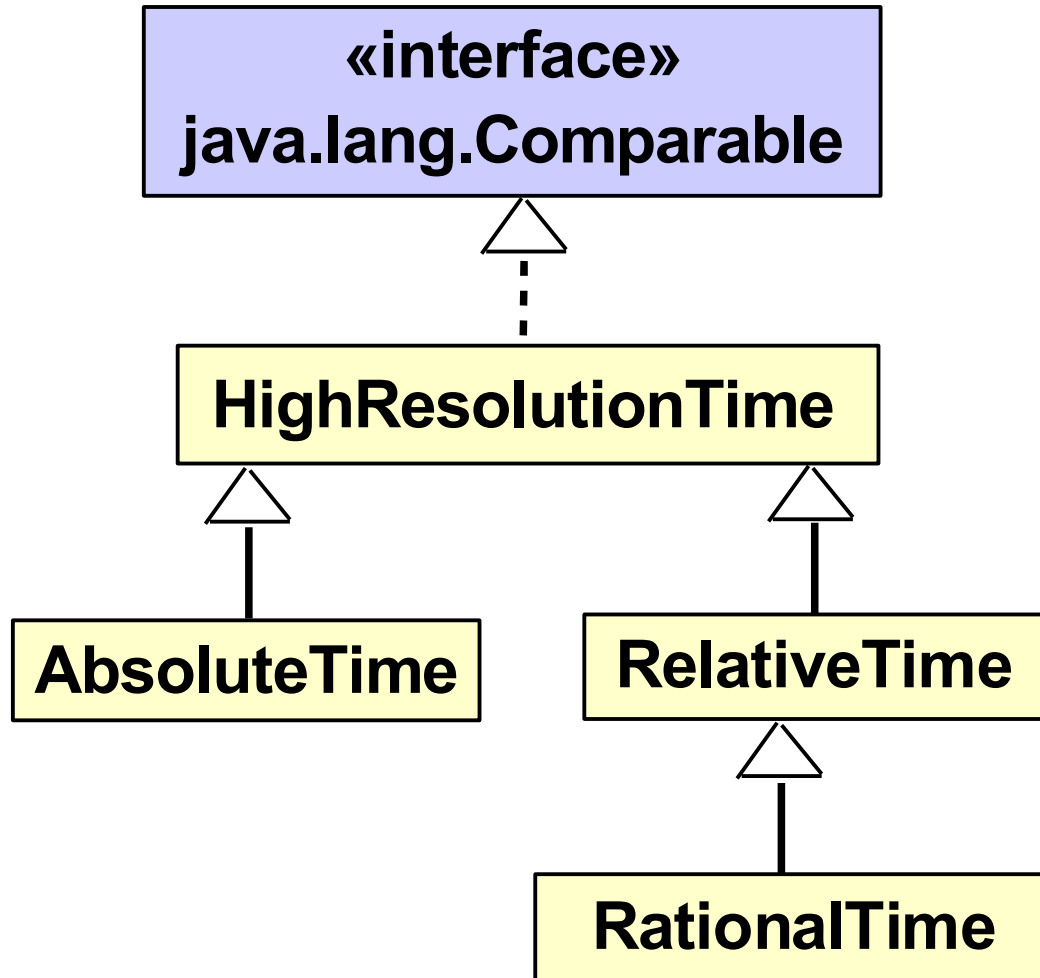 «interface»
java.lang.Comparable
HighResolutionTime
AbsoluteTime
RelativeTime
RationalTime